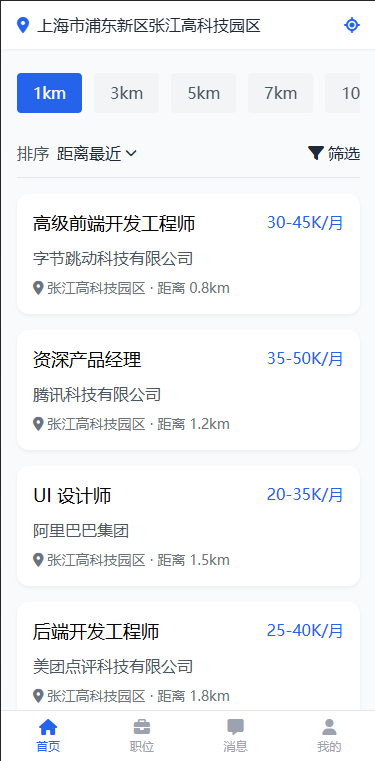 上海市浦东新区张江高科技园区
1km 3km 5km 7km 10
排序 距离最近 筛选
高级前端开发工程师 30-45K/月
字节跳动科技有限公司
张江高科技园区 · 距离 0.8km
资深产品经理 35-50K/月
腾讯科技有限公司
张江高科技园区 · 距离 1.2km
UI 设计师 20-35K/月
阿里巴巴集团
张江高科技园区 · 距离 1.5km
后端开发工程师 25-40K/月
美团点评科技有限公司
张江高科技园区 · 距离 1.8km
首页 职位 消息 我的